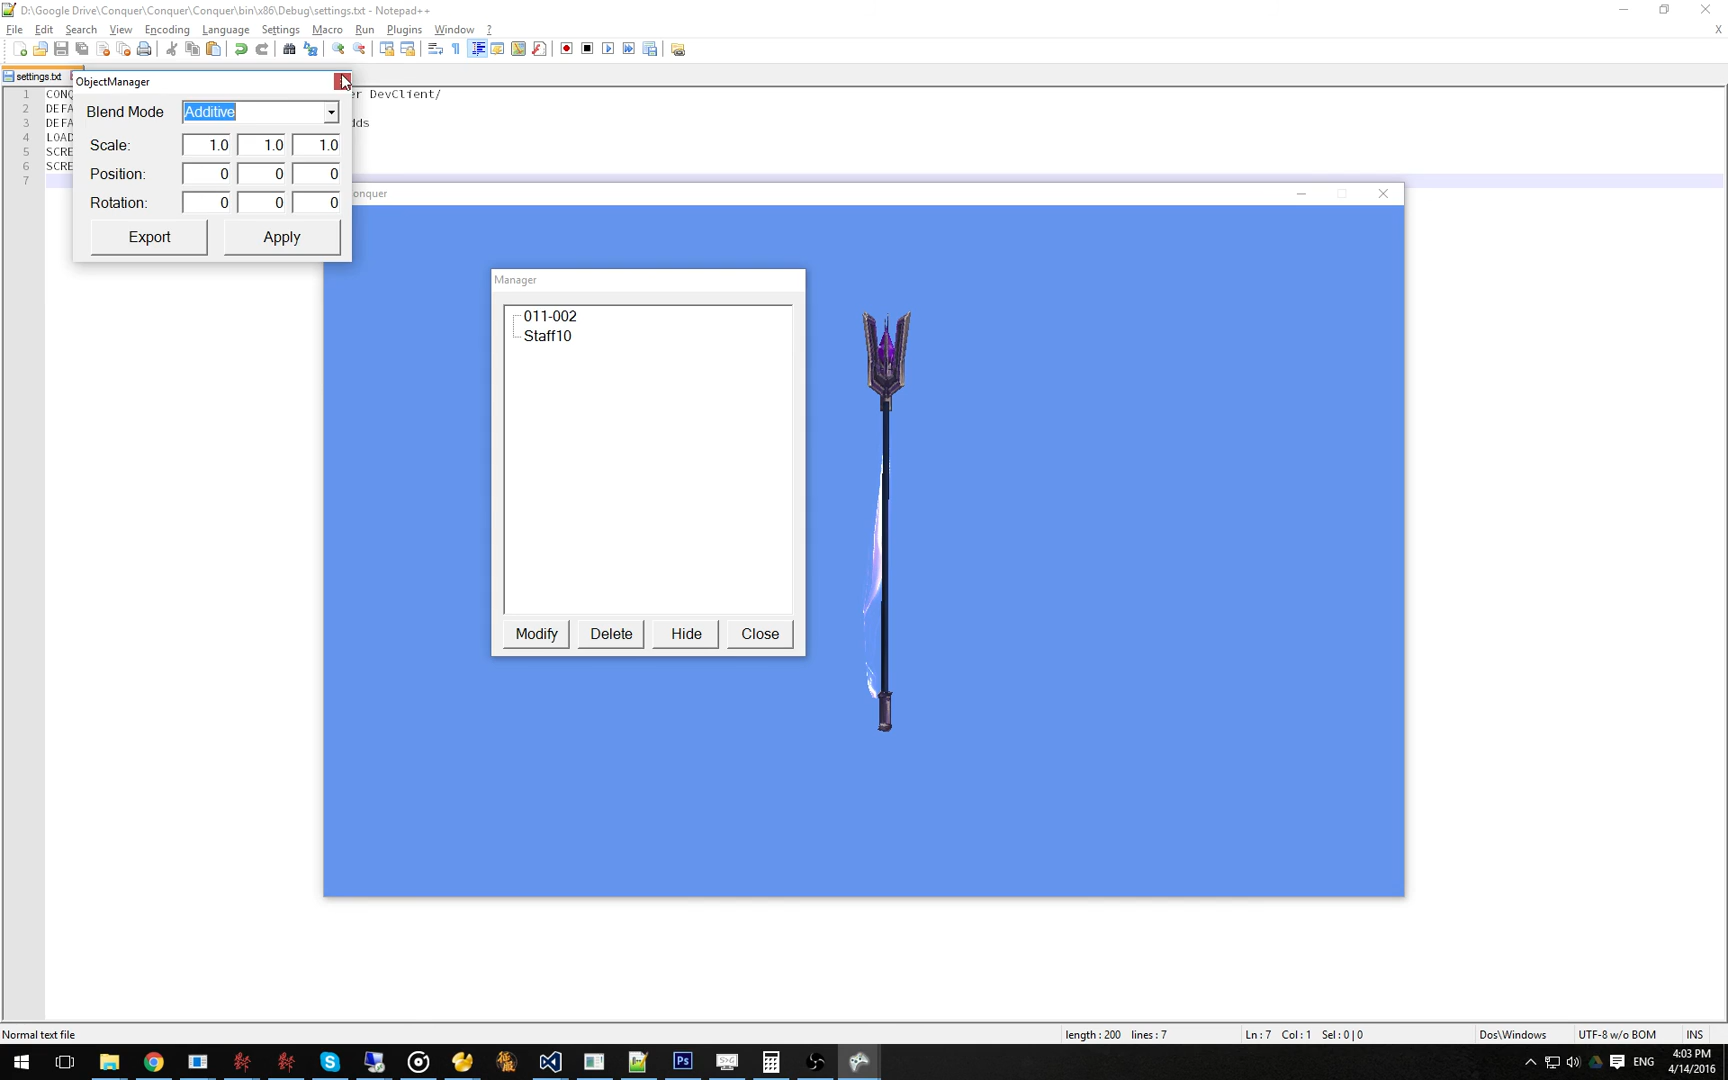 D:\Google Drive\Conquer\Conquer\Conquer\bin\x86\Debug\settings.txt - Notepad++
File Edit Search View Encoding Language Settings Macro Run Plugins Window ? X
settings.txt
ObjectManager
1 CONQ er DevClient/
2 DEFA
3 DEFA dds
4 LOAD
5 SCRE
6 SCRE
7
Blend Mode Additive
Scale: 1.0 1.0 1.0
Position: 0 0 0
Rotation: 0 0 0
Export Apply
onquer
Manager
011-002
Staff10
Modify Delete Hide Close
Normal text file length : 200 lines : 7 Ln : 7 Col : 1 Sel : 0 | 0 Dos\Windows UTF-8 w/o BOM INS
Ps
ENG
4:03 PM
4/14/2016